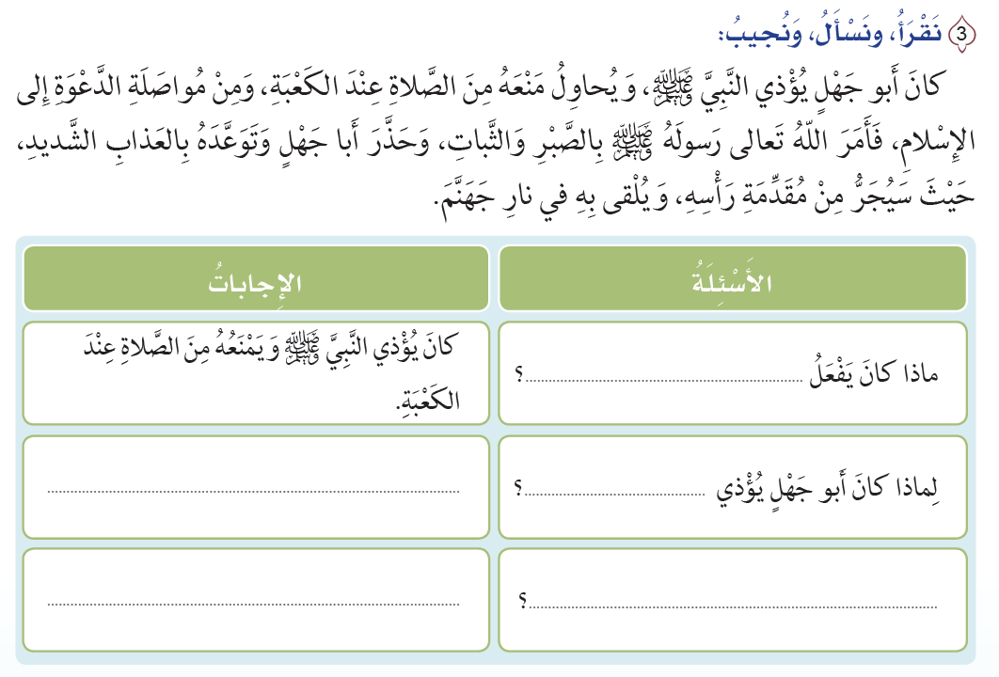 3 نَقْرَأُ، ونَسْأَلُ، وَنُجيبُ:
كانَ أَبو جَهْلٍ يُؤْذي النَّبِيَّ ﷺ، وَيُحاوِلُ مَنْعَهُ مِنَ الصَّلاةِ عِنْدَ الكَعْبَةِ، وَمِنْ مُواصَلَةِ الدَّعْوَةِ إِلى
الإِسْلامِ، فَأَمَرَ اللّهُ تَعالى رَسولَهُ ﷺ بِالصَّبْرِ وَالثَّباتِ، وَحَذَّرَ أَبا جَهْلٍ وَتَوَعَّدَهُ بِالعَذابِ الشَّديدِ،
حَيْثَ سَيُجَرُّ مِنْ مُقَدِّمَةِ رَأْسِهِ، وَيُلْقى بِهِ في نارِ جَهَنَّمَ.
الأَسْئِلَةُ
الإِجاباتُ
ماذا كانَ يَفْعَلُ ........................................؟
كانَ يُؤْذي النَّبِيَّ ﷺ وَيَمْنَعُهُ مِنَ الصَّلاةِ عِنْدَ
الكَعْبَةِ.
لِماذا كانَ أَبو جَهْلٍ يُؤْذي ........................................؟
........................................
........................................؟
........................................